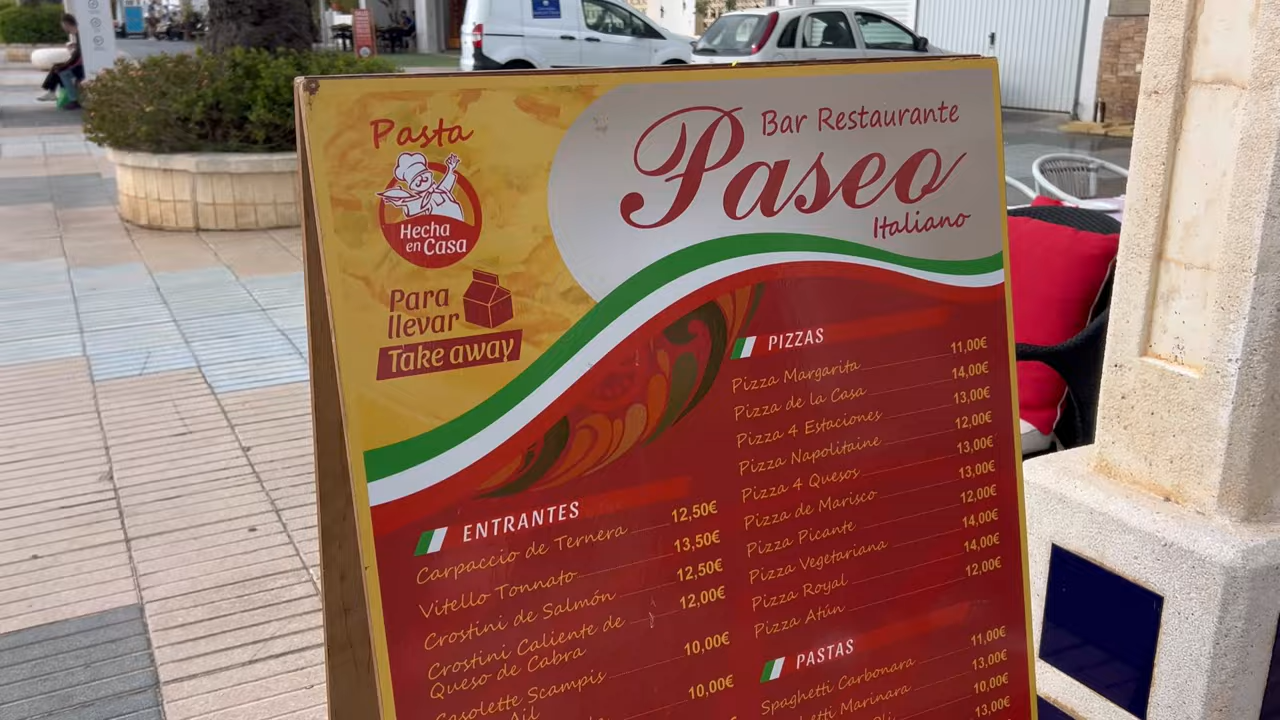 Pasta
Hecha
en Casa
Para
llevar
Take away
Bar Restaurante
Paseo
Italiano
ENTRANTES
Carpaccio de Ternera 12,50€
Vitello Tonnato 13,50€
Crostini de Salmón 12,50€
Crostini Caliente de 12,00€
Queso de Cabra
Scampis 10,00€
Ail
10,00€
PIZZAS
Pizza Margarita 11,00€
Pizza de la Casa 14,00€
Pizza 4 Estaciones 13,00€
Pizza Napolitaine 12,00€
Pizza 4 Quesos 13,00€
Pizza de Marisco 13,00€
Pizza Picante 12,00€
Pizza Vegetariana 14,00€
Pizza Royal 14,00€
Pizza Atún 12,00€
PASTAS
Spaghetti Carbonara 11,00€
Marinara 13,00€
10,00€
13,00€